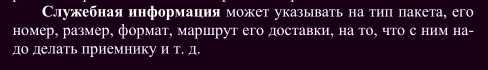 Служебная информация может указывать на тип пакета, его
номер, размер, формат, маршрут его доставки, на то, что с ним на-
до делать приемнику и т. д.